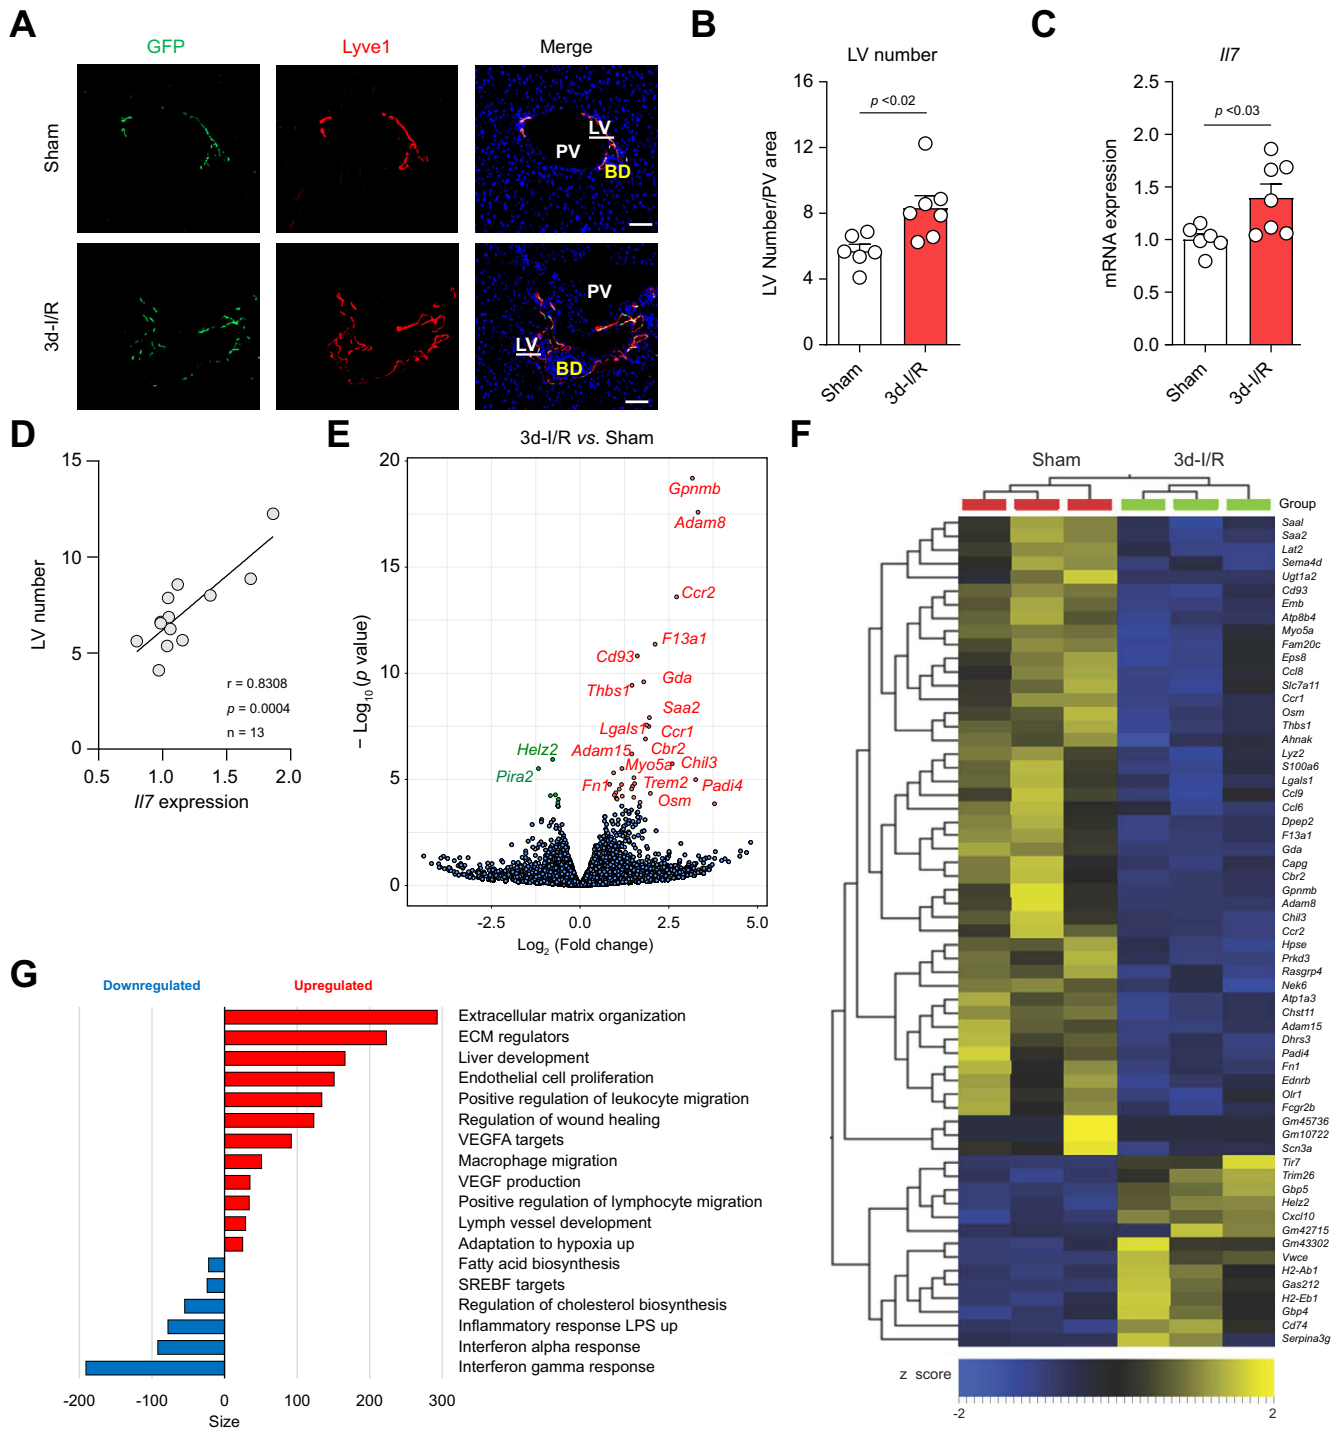 A
GFP
Lyve1
Merge
Sham
LV
PV
BD
3d-I/R
PV
LV
BD
B
LV number
p <0.02
LV Number/PV area
16
12
8
4
0
Sham
3d-I/R
C
Il7
p <0.03
mRNA expression
2.5
2.0
1.5
1.0
0.5
0.0
Sham
3d-I/R
D
LV number
15
10
5
0
r = 0.8308
p = 0.0004
n = 13
0.5
1.0
1.5
2.0
Il7 expression
E
3d-I/R vs. Sham
− Log10 (p value)
20
15
10
5
0
Gpnmb
Adam8
Ccr2
F13a1
Cd93
Gda
Thbs1
Saa2
Lgals1
Ccr1
Helz2
Adam15
Cbr2
Pira2
Myo5a
Chil3
Fn1
Trem2
Padi4
Osm
-2.5
0.0
2.5
5.0
Log2 (Fold change)
F
Sham
3d-I/R
Group
Saal
Saa2
Lat2
Sema4d
Ugt1a2
Cd93
Emb
Atp8b4
Myo5a
Fam20c
Eps8
Ccl8
Slc7a11
Ccr1
Osm
Thbs1
Ahnak
Lyz2
S100a6
Lgals1
Ccl9
Ccl6
Dpep2
F13a1
Gda
Capg
Cbr2
Gpnmb
Adam8
Chil3
Ccr2
Hpse
Prkd3
Rasgrp4
Nek6
Atp1a3
Chst11
Adam15
Dhrs3
Padi4
Fn1
Ednrb
Olr1
Fcgr2b
Gm45736
Gm10722
Scn3a
Tir7
Trim26
Gbp5
Helz2
Cxcl10
Gm42715
Gm43302
Vwce
H2-Ab1
Gas212
H2-Eb1
Gbp4
Cd74
Serpina3g
z score
-2
2
G
Downregulated
Upregulated
Extracellular matrix organization
ECM regulators
Liver development
Endothelial cell proliferation
Positive regulation of leukocyte migration
Regulation of wound healing
VEGFA targets
Macrophage migration
VEGF production
Positive regulation of lymphocyte migration
Lymph vessel development
Adaptation to hypoxia up
Fatty acid biosynthesis
SREBF targets
Regulation of cholesterol biosynthesis
Inflammatory response LPS up
Interferon alpha response
Interferon gamma response
-200
-100
0
100
200
300
Size